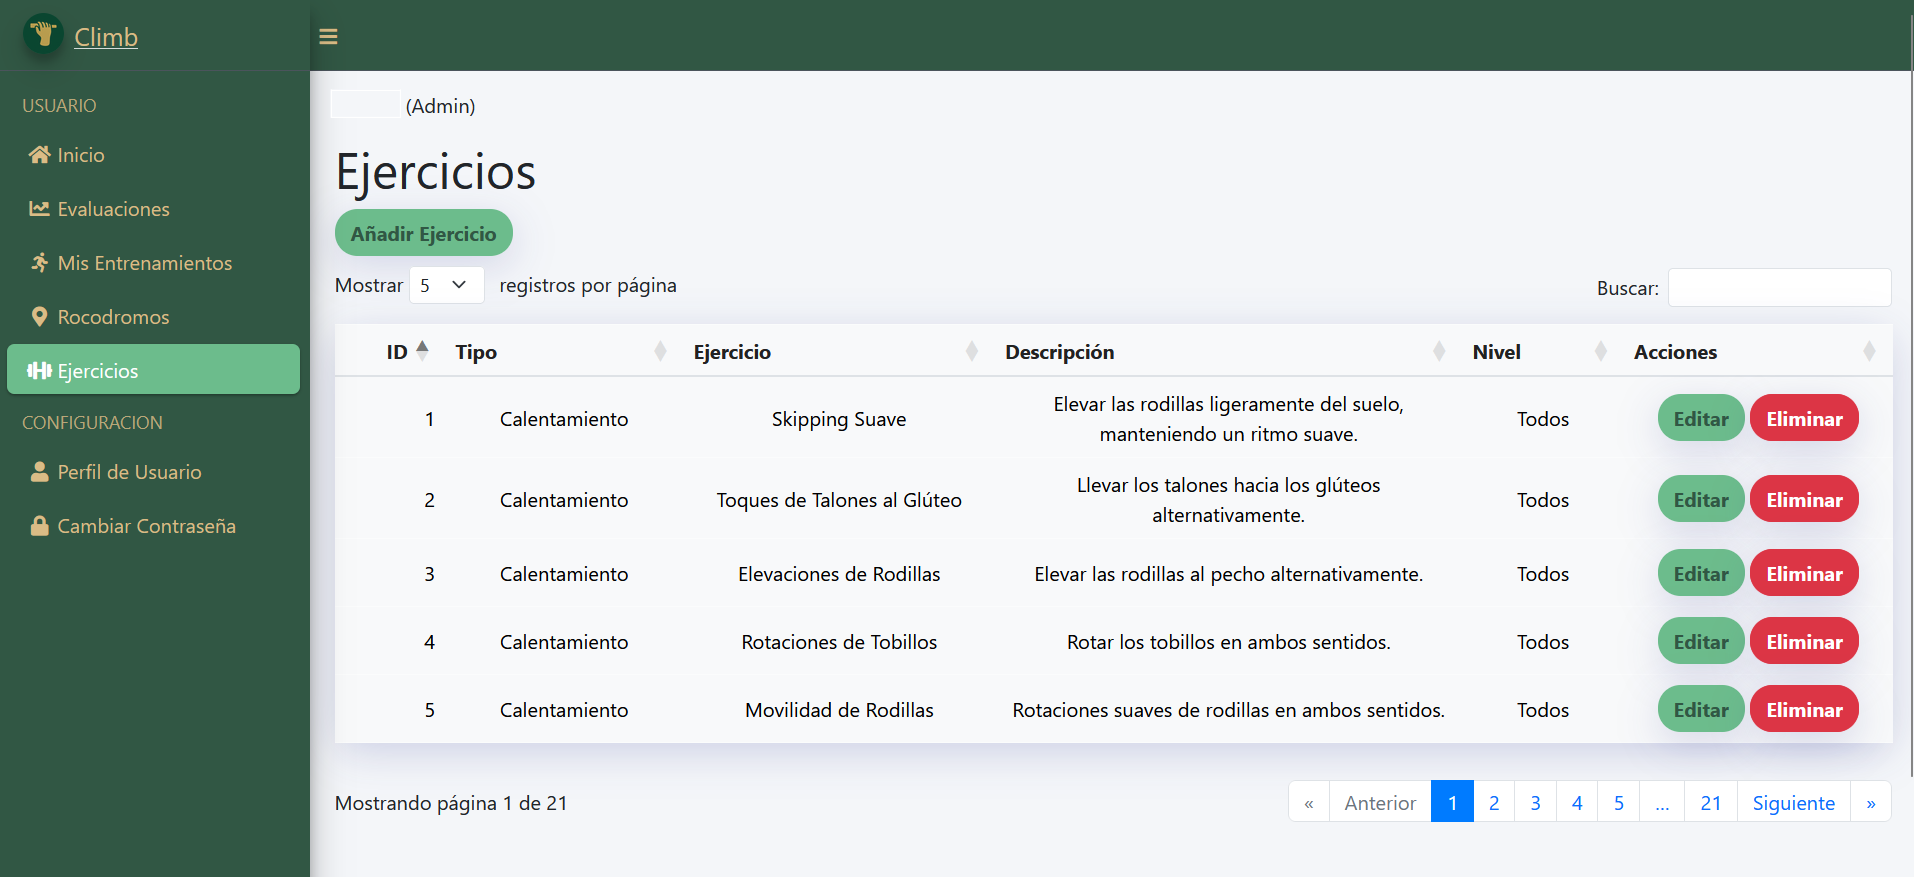 Climb
USUARIO
Inicio
Evaluaciones
Mis Entrenamientos
Rocodromos
Ejercicios
CONFIGURACION
Perfil de Usuario
Cambiar Contraseña
(Admin)
Ejercicios
Añadir Ejercicio
Mostrar 5 registros por página
Buscar:
ID Tipo Ejercicio Descripción Nivel Acciones
1 Calentamiento Skipping Suave Elevar las rodillas ligeramente del suelo, manteniendo un ritmo suave. Todos Editar Eliminar
2 Calentamiento Toques de Talones al Glúteo Llevar los talones hacia los glúteos alternativamente. Todos Editar Eliminar
3 Calentamiento Elevaciones de Rodillas Elevar las rodillas al pecho alternativamente. Todos Editar Eliminar
4 Calentamiento Rotaciones de Tobillos Rotar los tobillos en ambos sentidos. Todos Editar Eliminar
5 Calentamiento Movilidad de Rodillas Rotaciones suaves de rodillas en ambos sentidos. Todos Editar Eliminar
Mostrando página 1 de 21
« Anterior 1 2 3 4 5 ... 21 Siguiente »